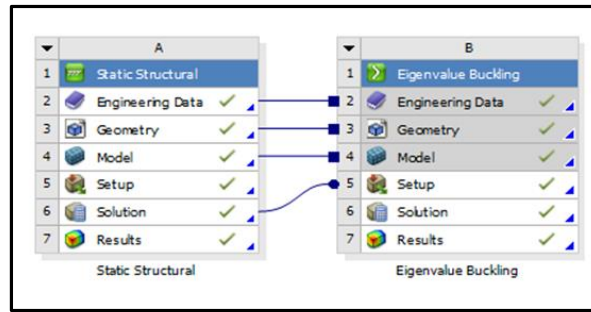 A
1 Static Structural
2 Engineering Data
3 Geometry
4 Model
5 Setup
6 Solution
7 Results
Static Structural
B
1 Eigenvalue Buckling
2 Engineering Data
3 Geometry
4 Model
5 Setup
6 Solution
7 Results
Eigenvalue Buckling